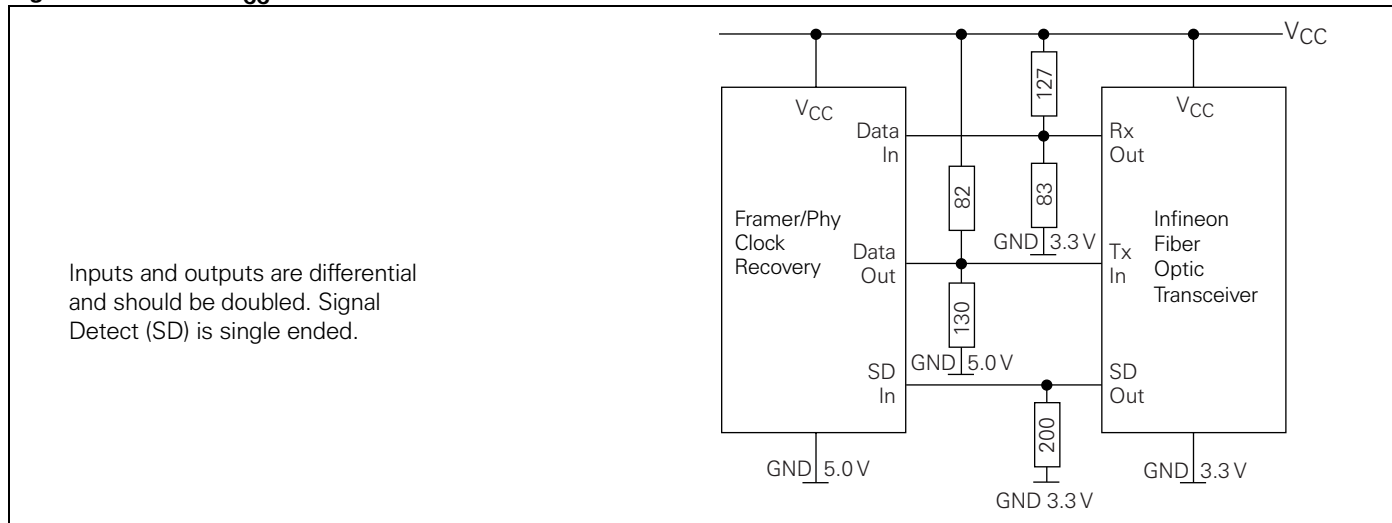 Inputs and outputs are differential
and should be doubled. Signal
Detect (SD) is single ended.
VCC
127
VCC
VCC
Data
In
Rx
Out
82
83
Framer/Phy
Clock
Recovery
GND 3.3 V
Infineon
Fiber
Optic
Transceiver
Data
Out
Tx
In
130
GND 5.0 V
SD
In
SD
Out
200
GND 5.0 V
GND 3.3 V
GND 3.3 V